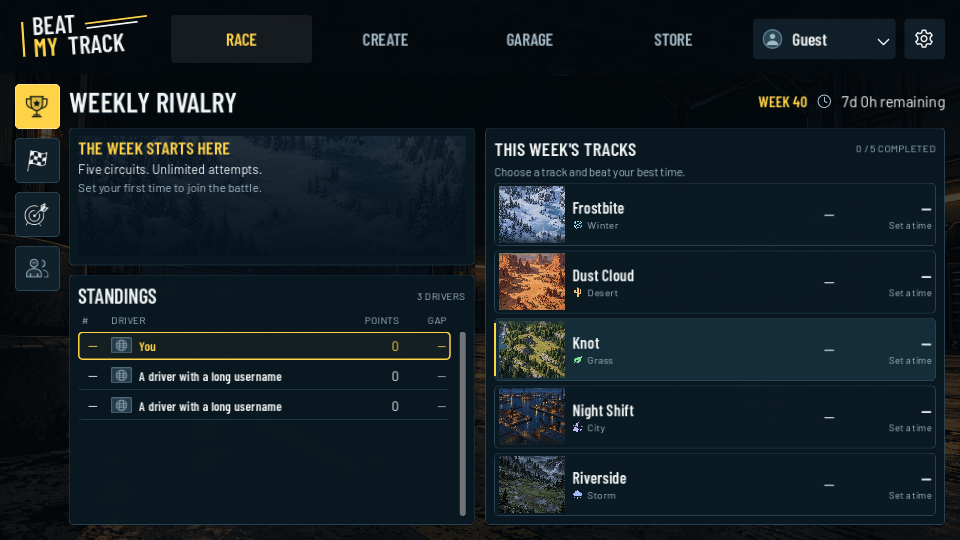 BEAT
MY TRACK
RACE
CREATE
GARAGE
STORE
Guest
WEEKLY RIVALRY
WEEK 40
7d 0h remaining
THE WEEK STARTS HERE
Five circuits. Unlimited attempts.
Set your first time to join the battle.
STANDINGS
3 DRIVERS
# DRIVER POINTS GAP
— You 0 —
— A driver with a long username 0 —
— A driver with a long username 0 —
THIS WEEK'S TRACKS
0 / 5 COMPLETED
Choose a track and beat your best time.
Frostbite — —
Winter Set a time
Dust Cloud — —
Desert Set a time
Knot — —
Grass Set a time
Night Shift — —
City Set a time
Riverside — —
Storm Set a time